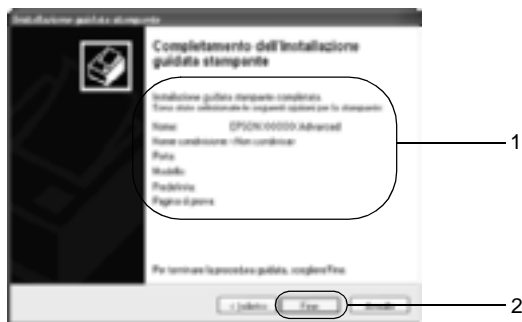 Installazione guidata stampante
Completamento dell'Installazione
guidata stampante
Installazione guidata stampante completata.
Sono state selezionate le seguenti opzioni per la stampante:
Nome: EPSON XXXXX Advanced
Nome condivisione: <Non condivisa>
Porta:
Modello:
Predefinita:
Pagina di prova:
1
Per terminare la procedura guidata, scegliere Fine.
< Indietro
Fine
Annulla
2